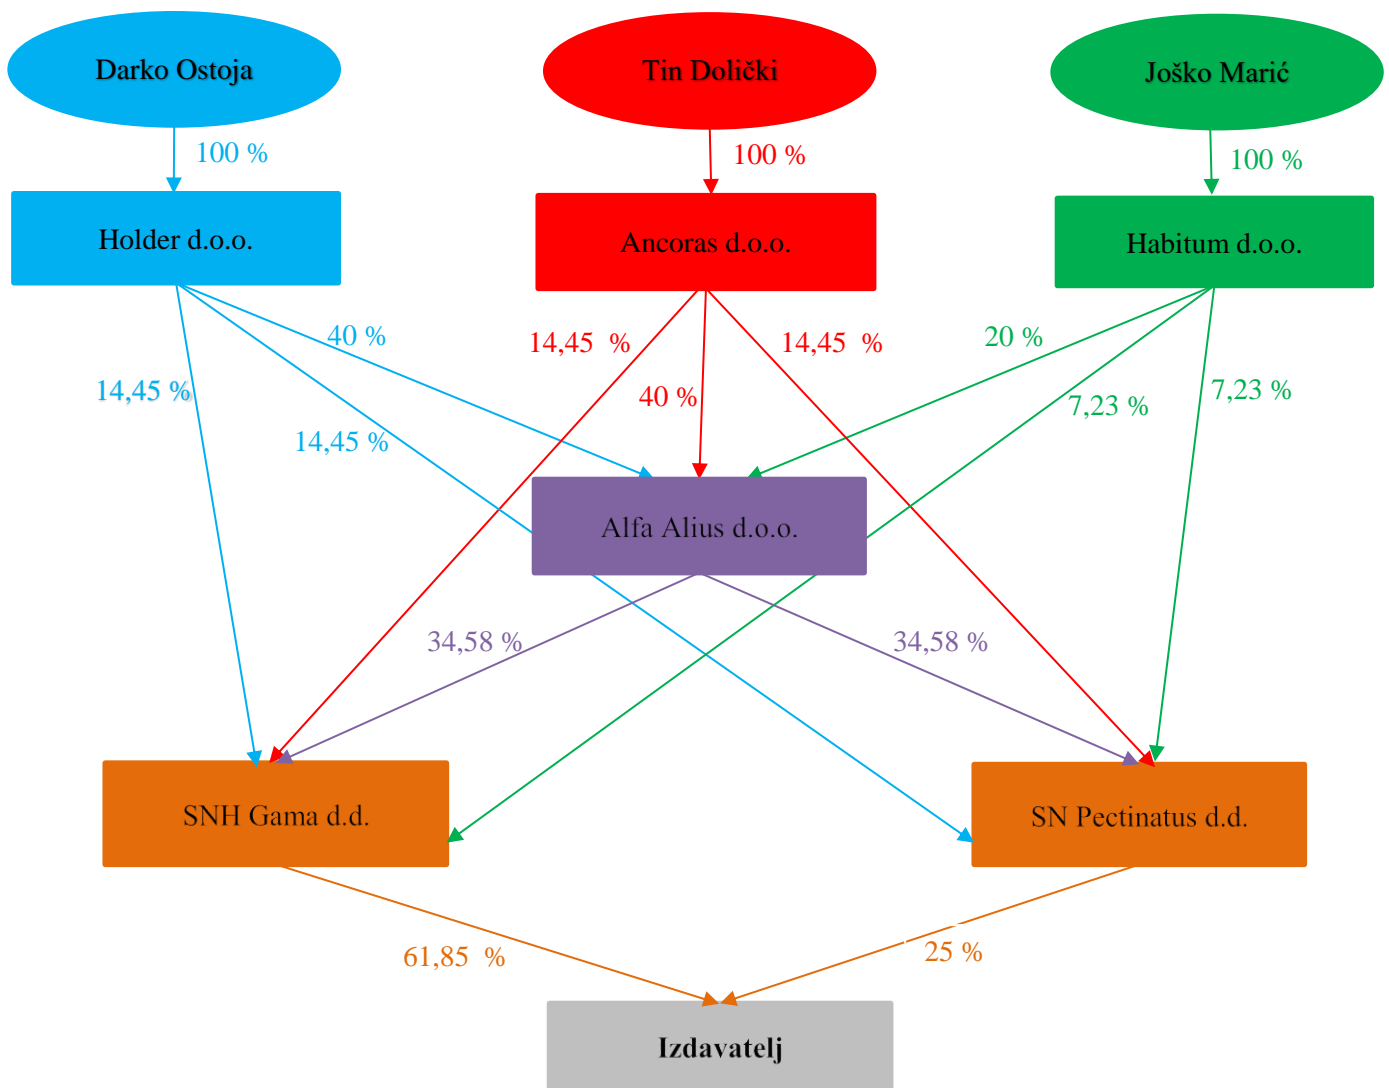 Darko Ostoja
Tin Dolički
Joško Marić
100 %
100 %
100 %
Holder d.o.o.
Ancoras d.o.o.
Habitum d.o.o.
40 %
14,45  %
14,45  %
20 %
14,45 %
40 %
7,23 %
7,23 %
14,45 %
Alfa Alius d.o.o.
34,58 %
34,58 %
SNH Gama d.d.
SN Pectinatus d.d.
61,85  %
25 %
Izdavatelj